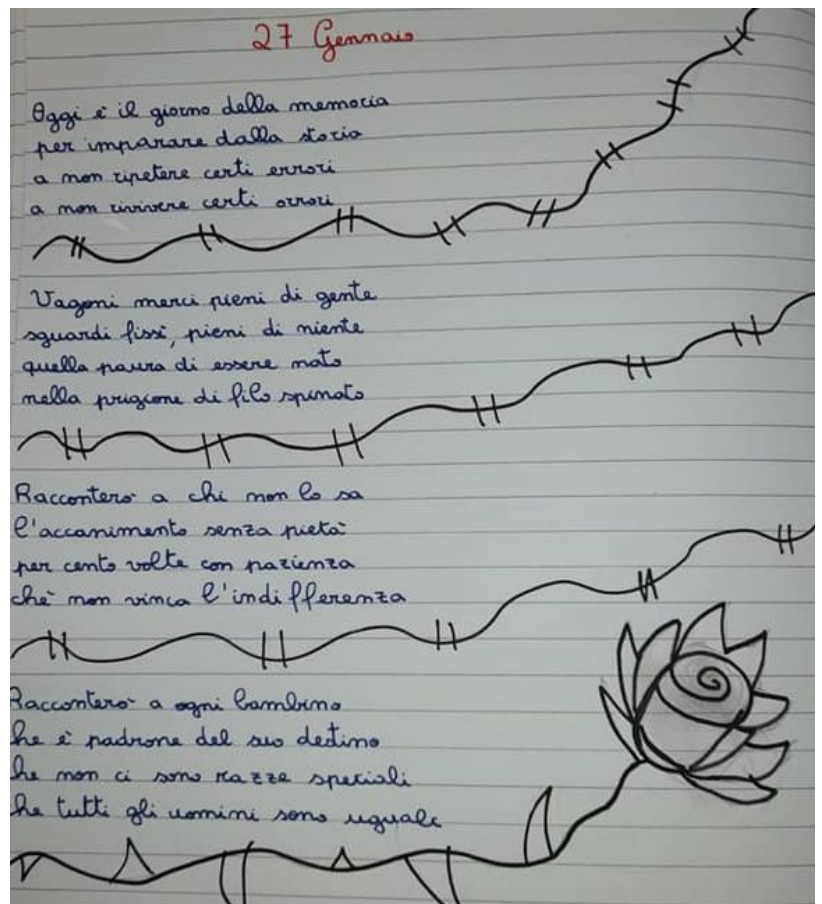 27 Gennaio
Oggi è il giorno della memoria
per imparare dalla storia
a non ripetere certi errori
a non rivivere certi orrori
Vagoni merci pieni di gente
sguardi fissi, pieni di niente
quella paura di essere nato
nella prigione di filo spinato
Racconterò a chi non lo sa
l'accanimento senza pietà
per cento volte con pazienza
chè non vinca l'indifferenza
Racconterò a ogni bambino
he è padrone del suo destino
he non ci sono razze speciali
he tutti gli uomini sono uguale